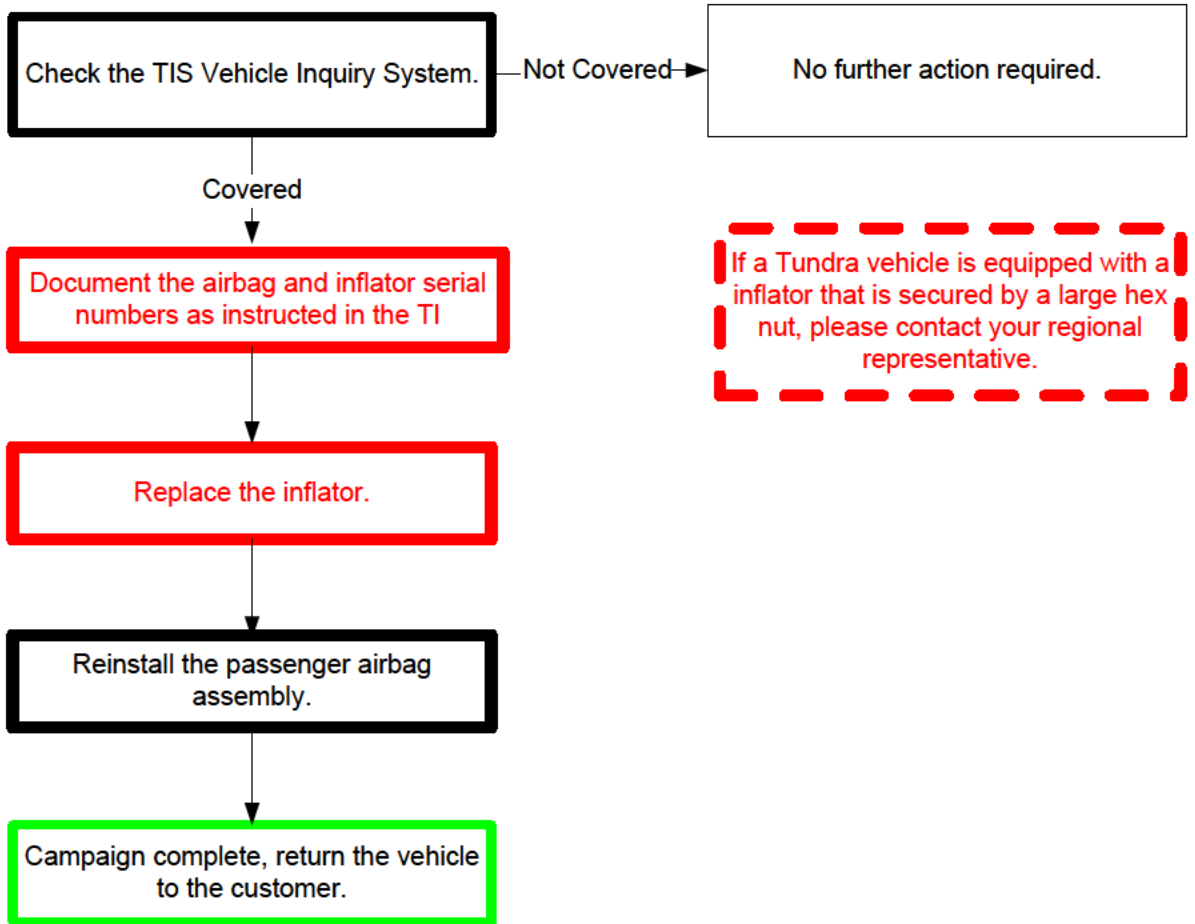 Check the TIS Vehicle Inquiry System.
Not Covered
No further action required.
Covered
Document the airbag and inflator serial
numbers as instructed in the TI
If a Tundra vehicle is equipped with a
inflator that is secured by a large hex
nut, please contact your regional
representative.
Replace the inflator.
Reinstall the passenger airbag
assembly.
Campaign complete, return the vehicle
to the customer.